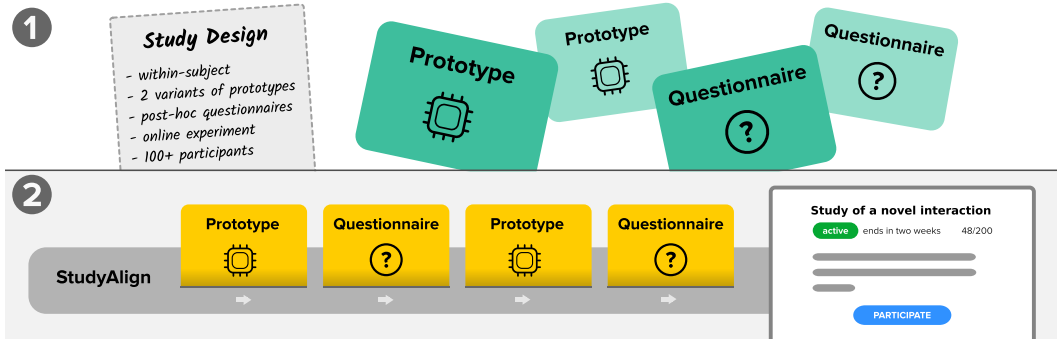 1
Study Design
- within-subject
- 2 variants of prototypes
- post-hoc questionnaires
- online experiment
- 100+ participants
Prototype
Prototype
Questionnaire
?
Questionnaire
?
2
StudyAlign
Prototype
Questionnaire
?
Prototype
Questionnaire
?
Study of a novel interaction
active ends in two weeks 48/200
PARTICIPATE